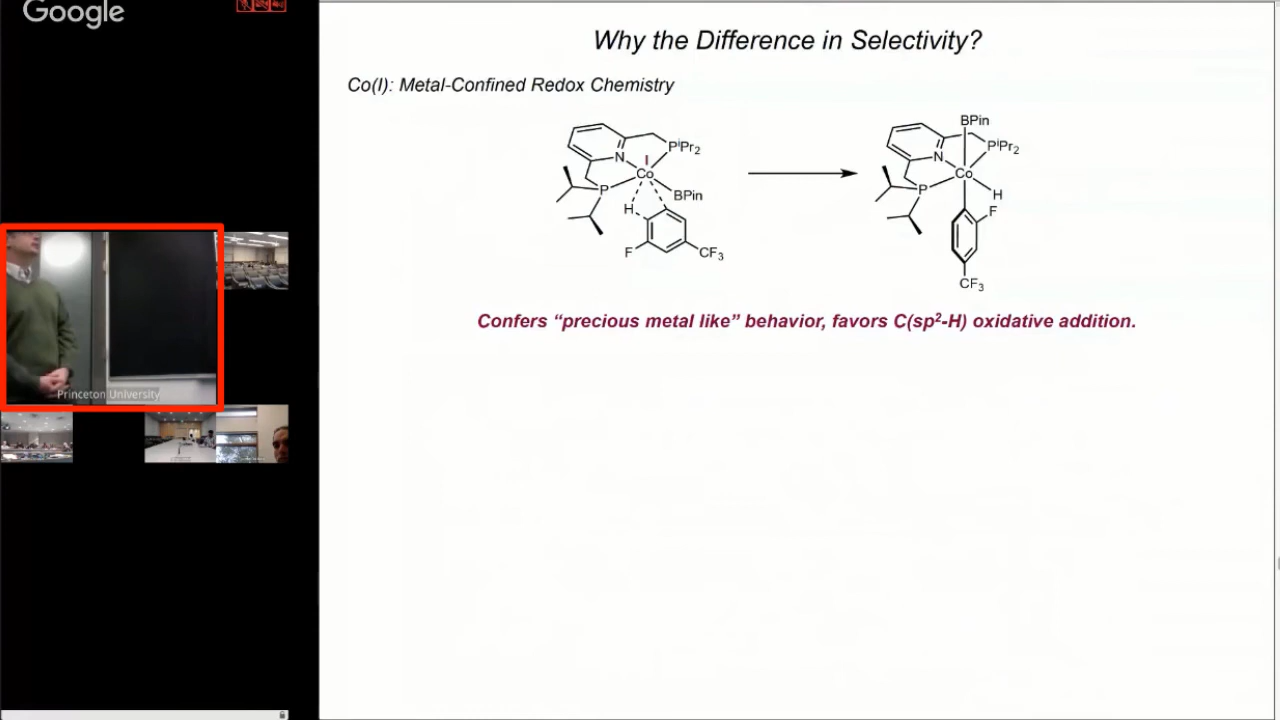 Google
Why the Difference in Selectivity?
Co(I): Metal-Confined Redox Chemistry
PⁱPr₂
N
I
Co
P
BPin
H
F
CF₃
BPin
PⁱPr₂
N
Co
P
H
F
CF₃
Confers “precious metal like” behavior, favors C(sp²-H) oxidative addition.
Princeton University